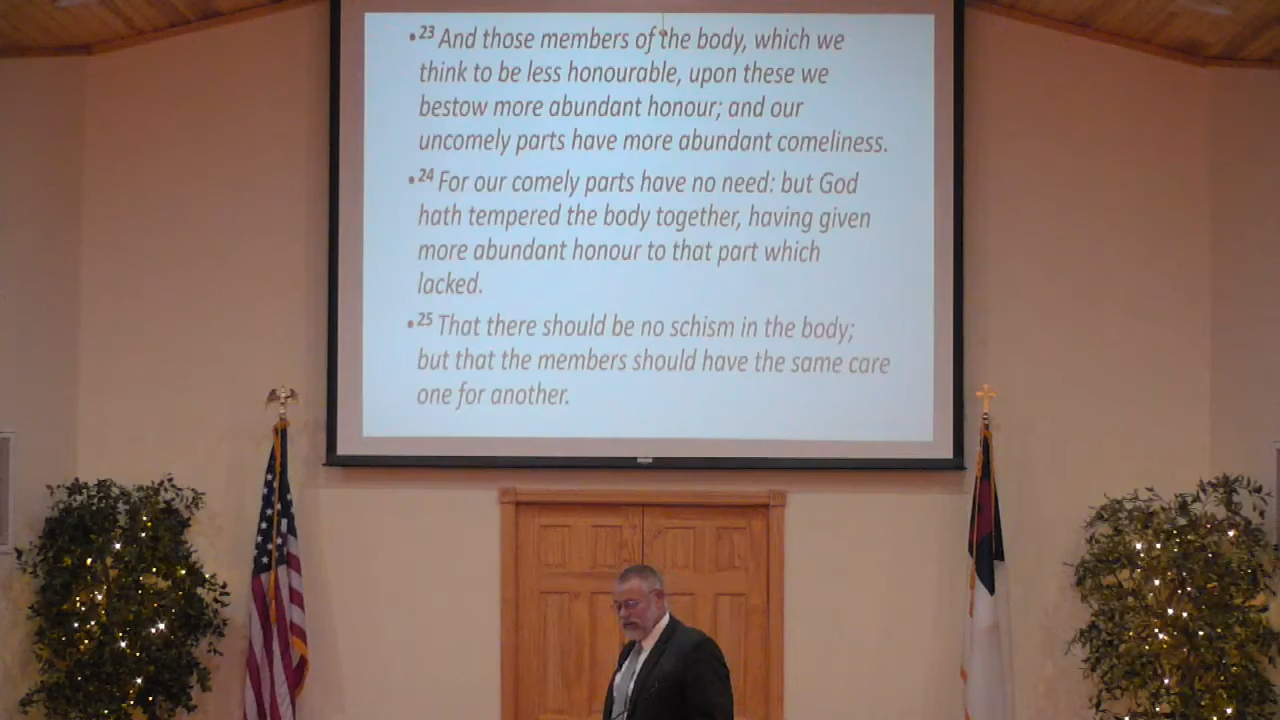 •23 And those members of the body, which we
think to be less honourable, upon these we
bestow more abundant honour; and our
uncomely parts have more abundant comeliness.
•24 For our comely parts have no need: but God
hath tempered the body together, having given
more abundant honour to that part which
lacked.
•25 That there should be no schism in the body;
but that the members should have the same care
one for another.